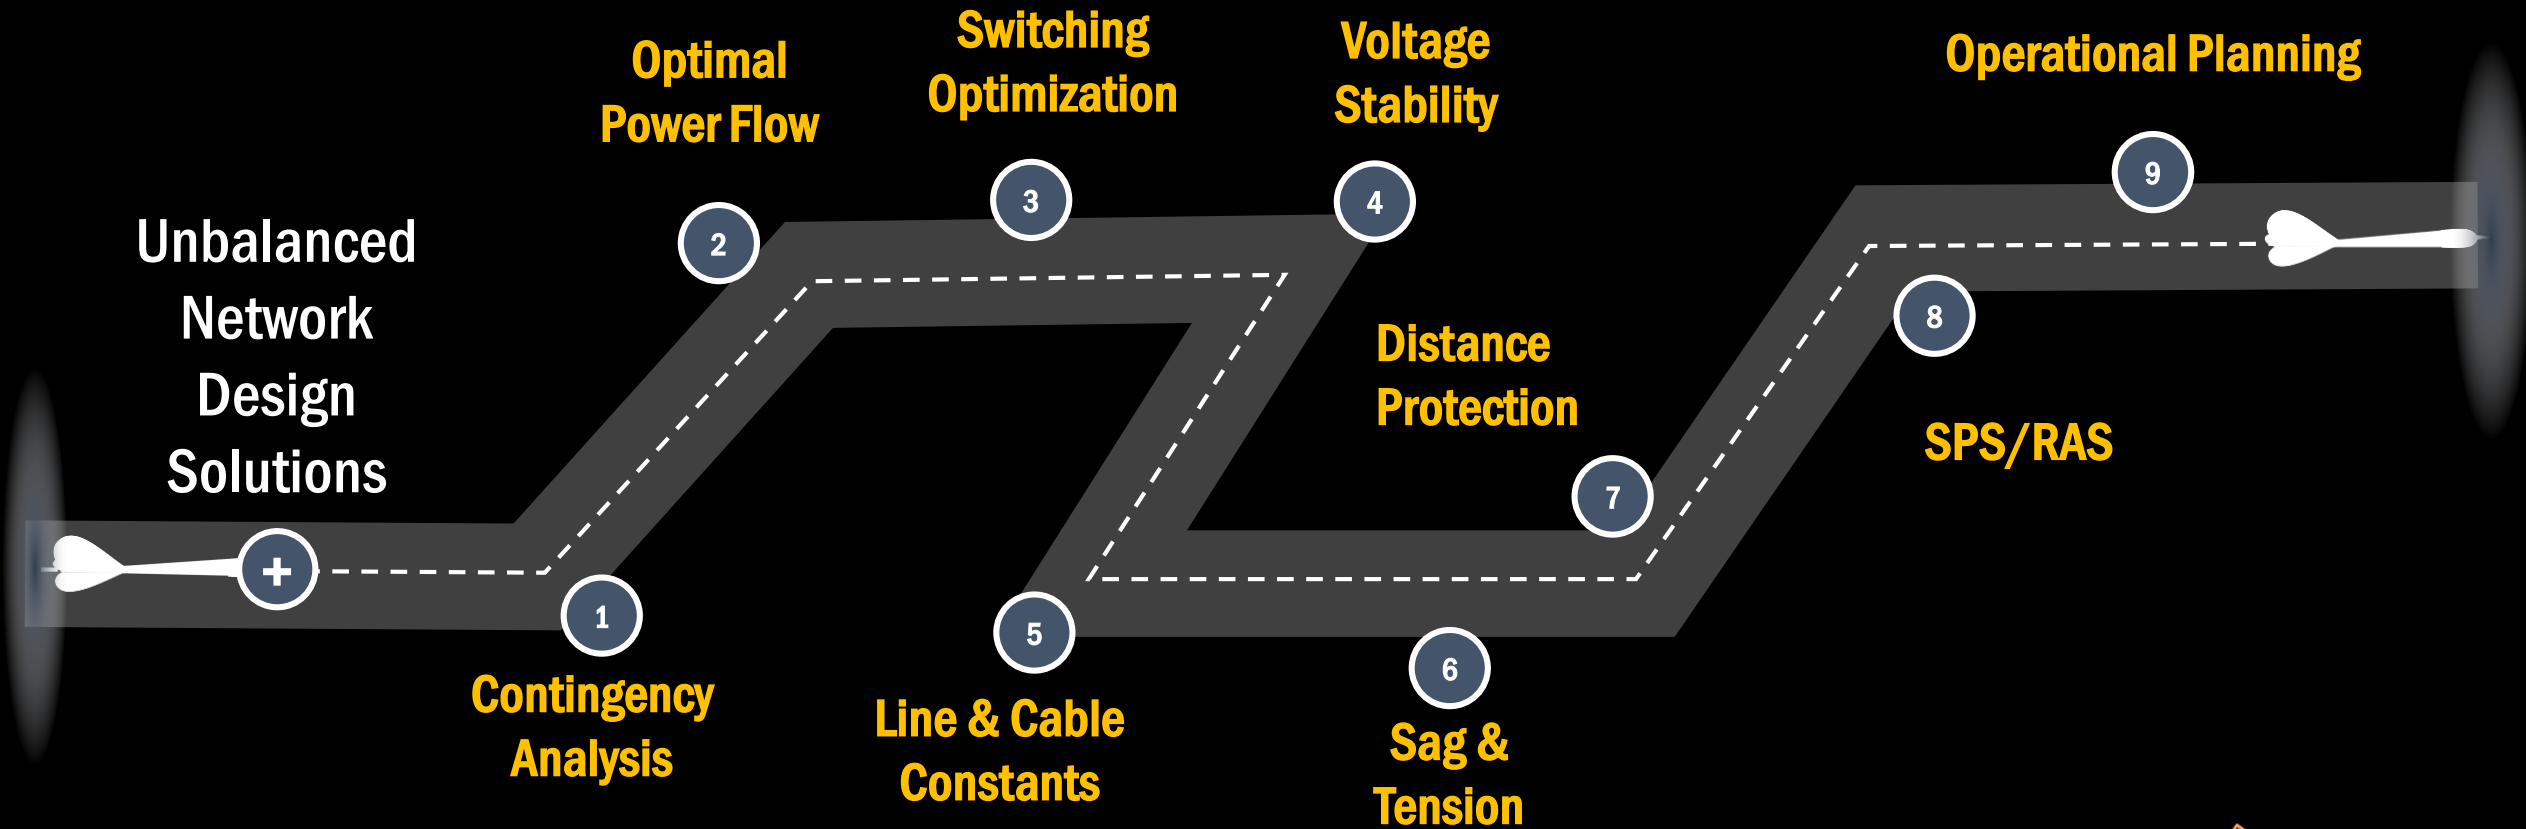 Unbalanced
Network
Design
Solutions
+
1
Contingency
Analysis
Optimal
Power Flow
2
Switching
Optimization
3
Voltage
Stability
4
5
Line & Cable
Constants
6
Sag &
Tension
Distance
Protection
7
8
SPS/RAS
Operational Planning
9